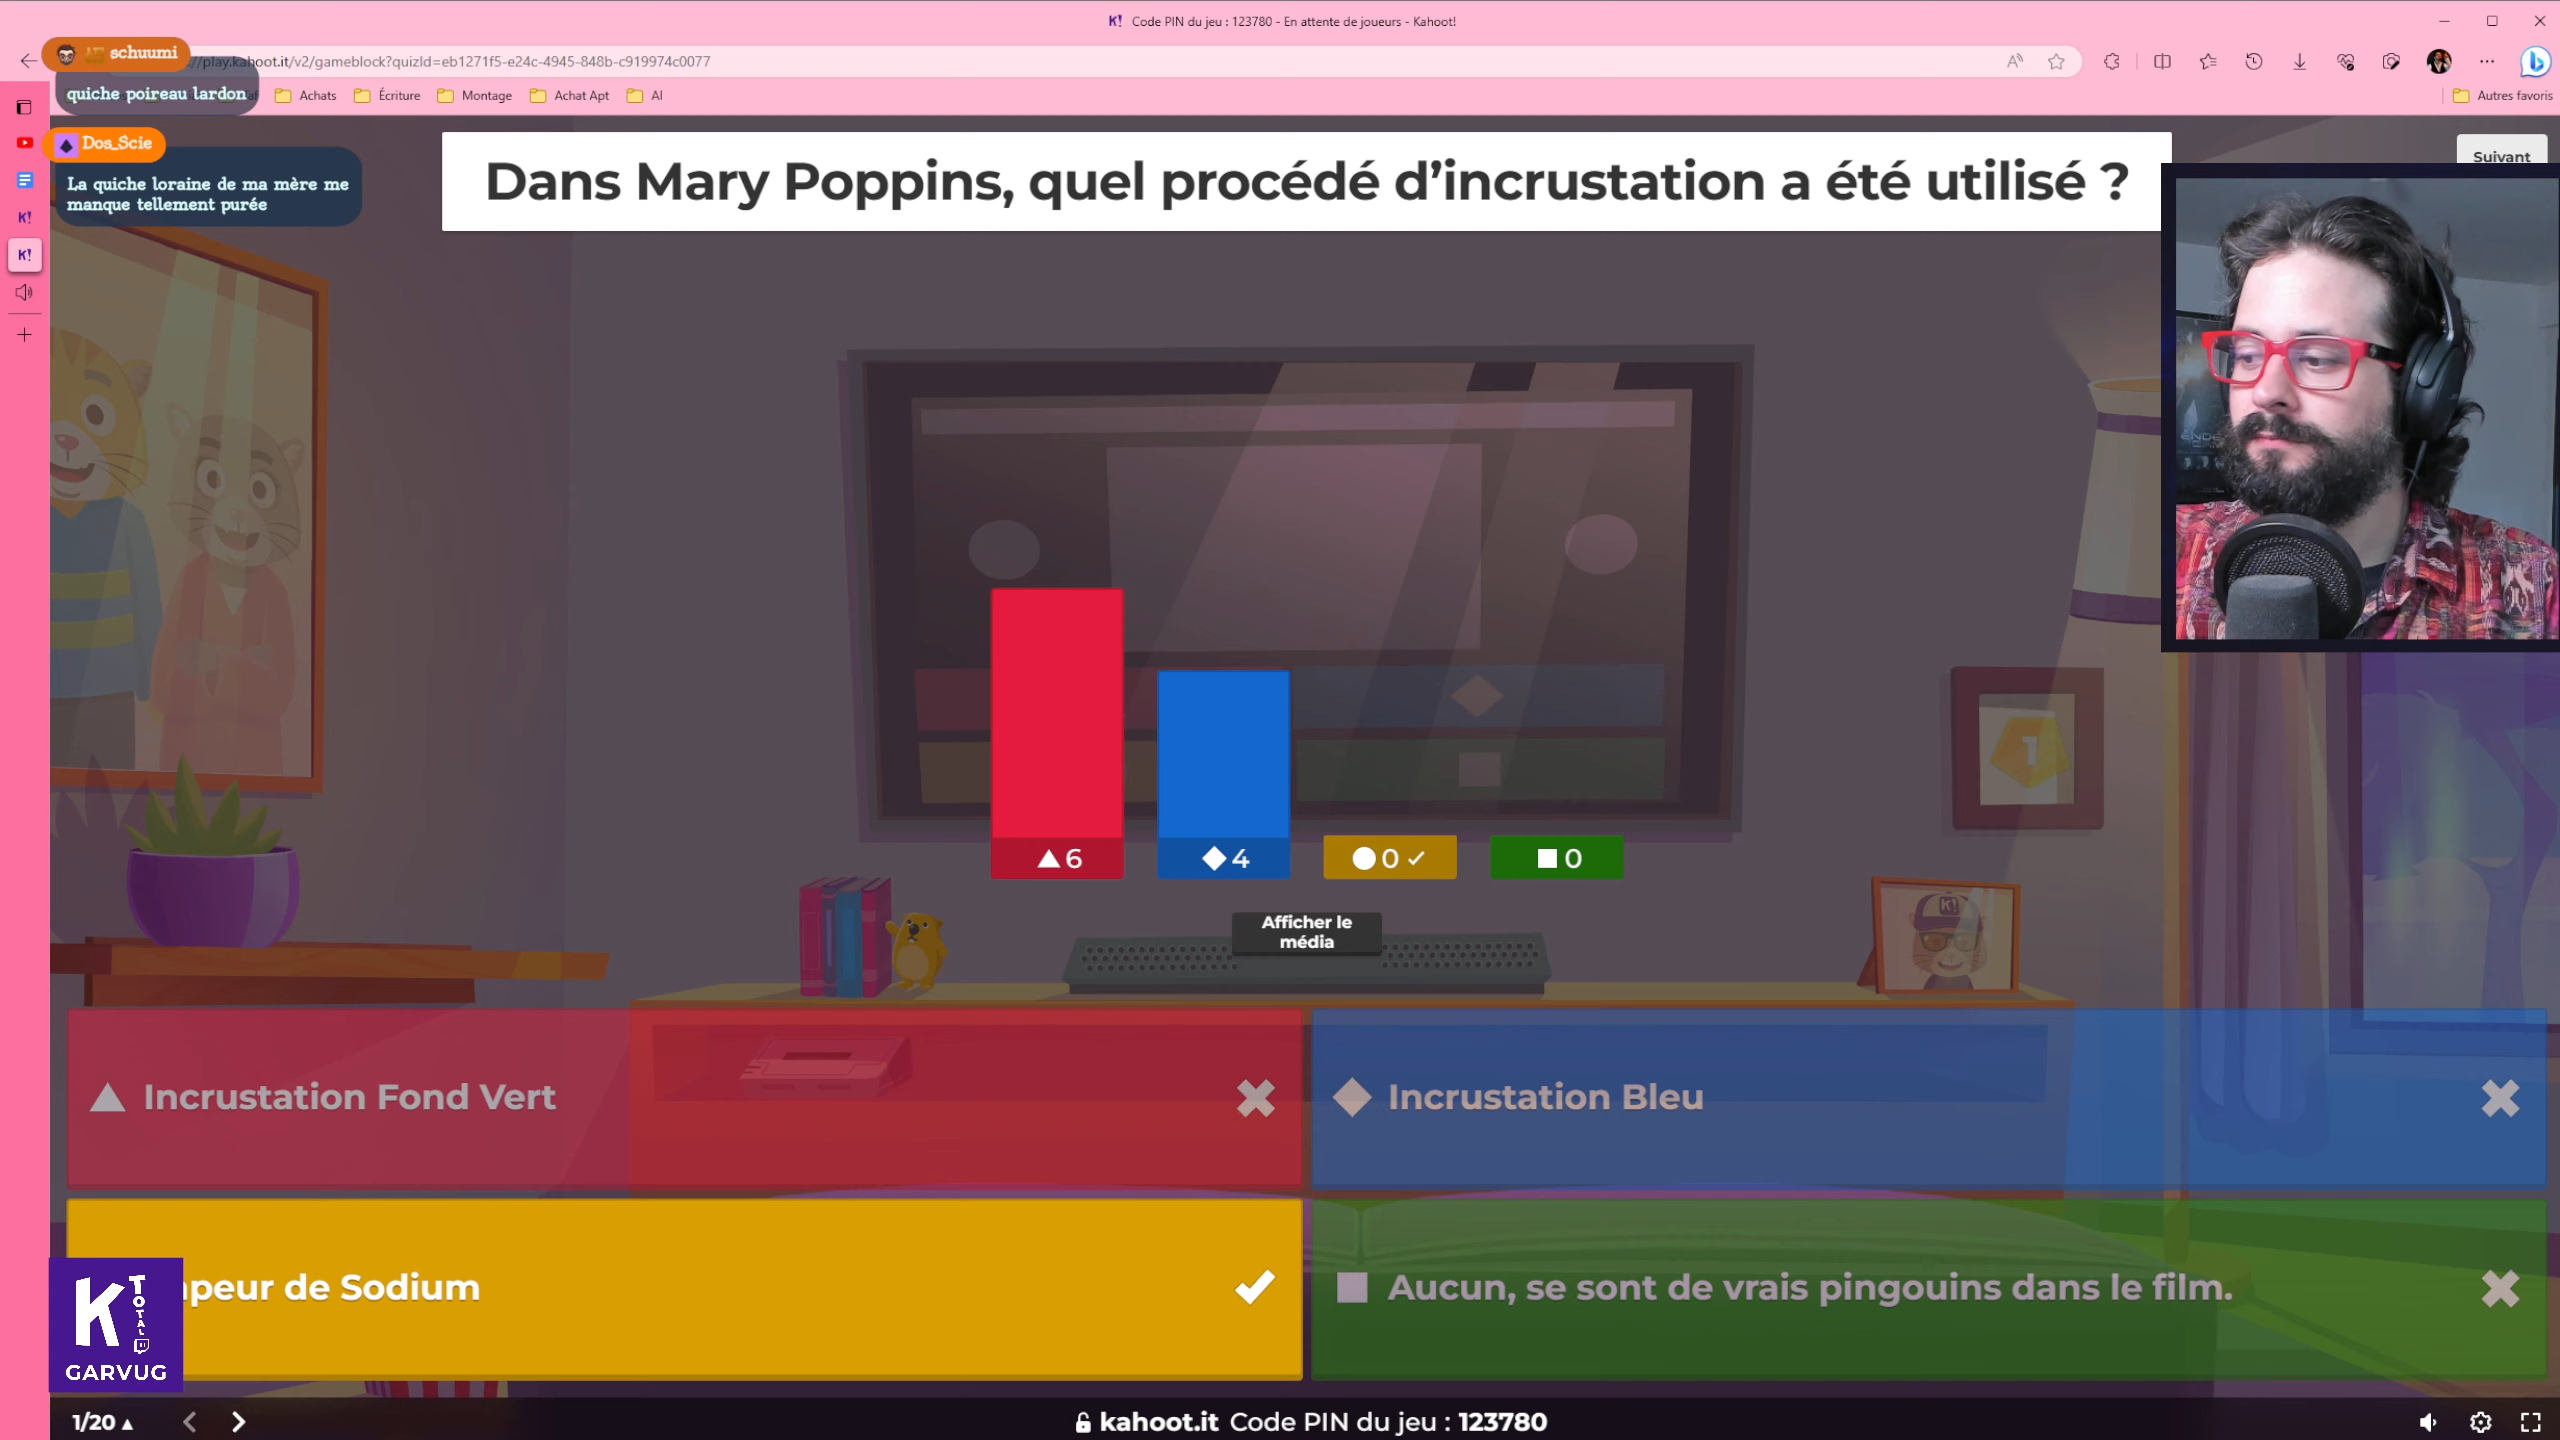 Code PIN du jeu : 123780 - En attente de joueurs - Kahoot!
schuumi
play.kahoot.it/v2/gameblock?quizId=eb1271f5-e24c-4945-848b-c919974c0077
quiche poireau lardon
Achats
Écriture
Montage
Achat Apt
AI
Autres favoris
Dos_Scie
La quiche loraine de ma mère me
manque tellement purée
Dans Mary Poppins, quel procédé d’incrustation a été utilisé ?
Suivant
6
4
0
0
Afficher le
média
Incrustation Fond Vert
Incrustation Bleu
peur de Sodium
Aucun, se sont de vrais pingouins dans le film.
K TOTAL
GARVUG
1/20
kahoot.it Code PIN du jeu : 123780